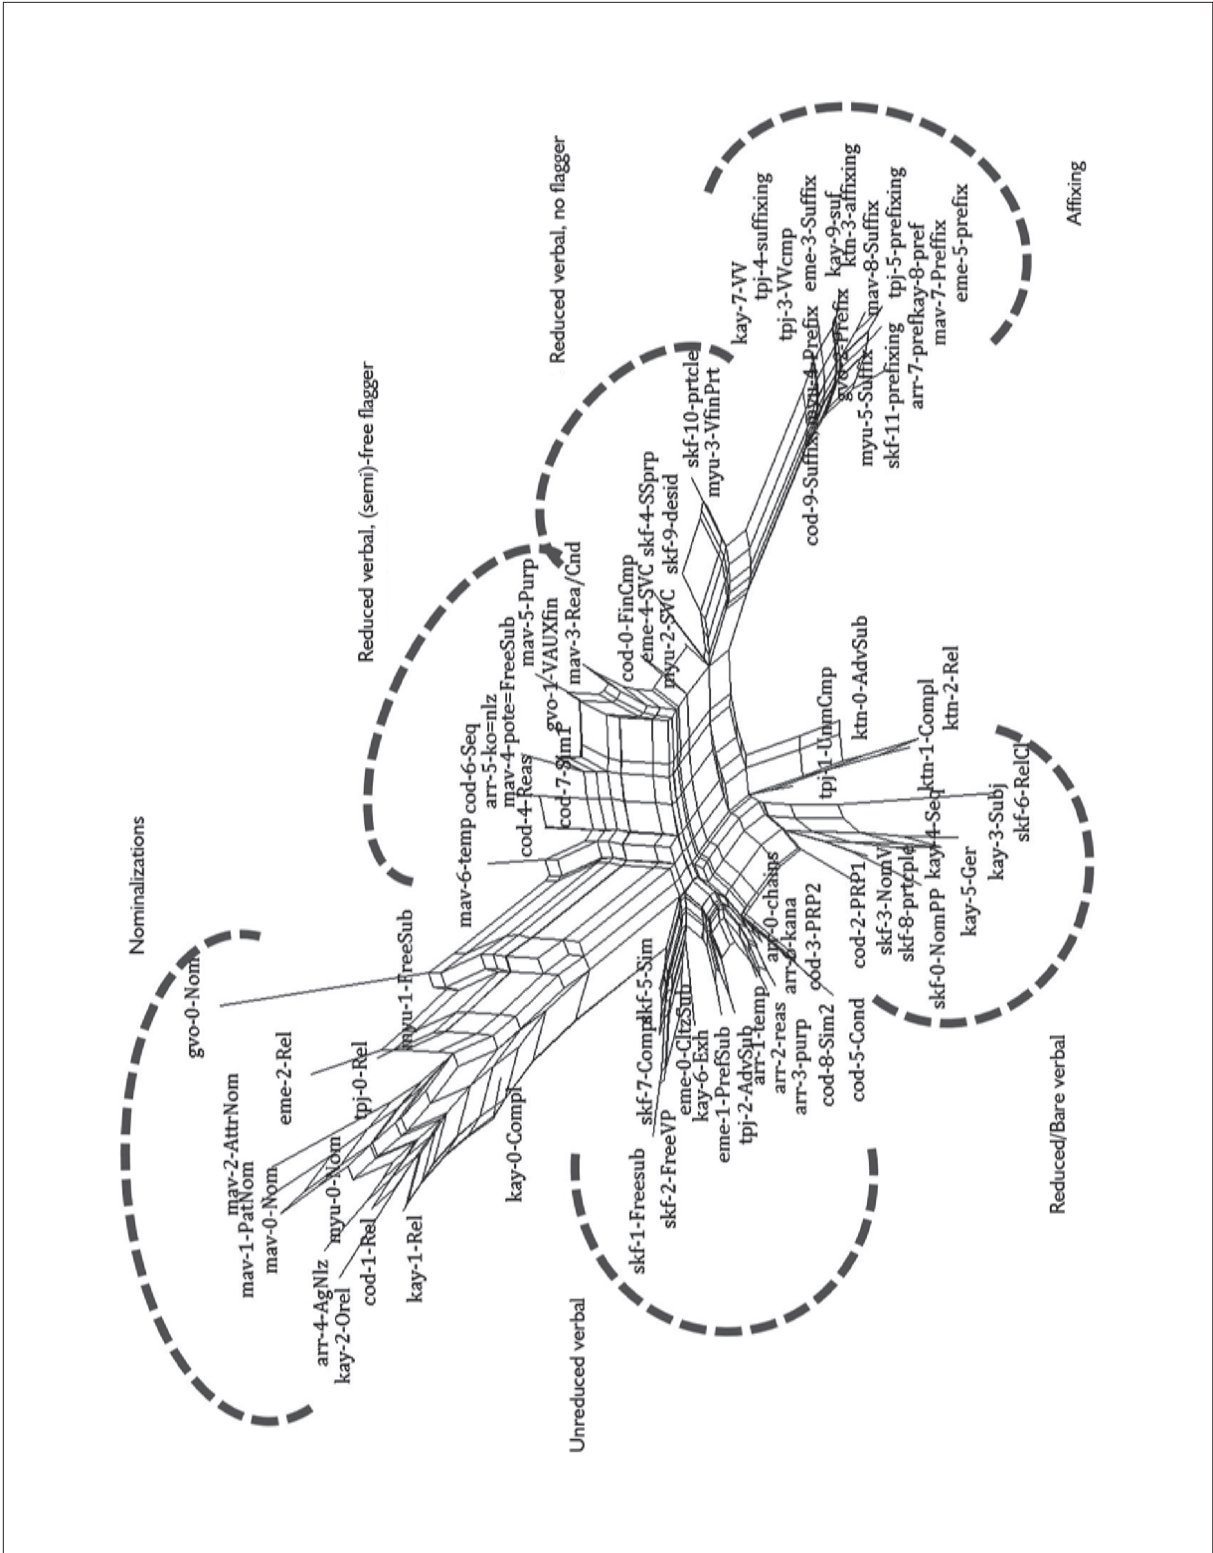 Nominalizations
Reduced verbal, (semi)-free flagger
Reduced verbal, no flagger
Affixing
Unreduced verbal
Reduced/Bare verbal
gvo-0-Nom
eme-2-Rel
mav-2-AttrNom
mav-1-PatNom
mav-0-Nom
tpj-0-Rel
myu-1-FreeSub
myu-0-Nom
arr-4-AgNlz
kay-2-Orel
cod-1-Rel
kay-1-Rel
kay-0-Compl
mav-6-temp
cod-6-Seq
arr-5-ko=nlz
mav-4-pote=FreeSub
cod-4-Reas
mav-5-Purp
gvo-1-VAUXfin
mav-3-Rea/Cnd
cod-0-FinCmp
eme-4-SVC
skf-4-SSprp
myu-2-SVC
skf-9-desid
skf-10-prtcle
myu-3-VfinPrt
kay-7-VV
tpj-4-suffixing
tpj-3-VVcmp
eme-3-Suffix
cod-9-Suffix
myu-4-Prefix
kay-9-suf
ktn-3-affixing
gvo-2-Prefix
mav-8-Suffix
myu-5-Suffix
tpj-5-prefixing
skf-11-prefixing
arr-7-pref
kay-8-pref
mav-7-Preffix
eme-5-prefix
tpj-1-UnmCmp
ktn-0-AdvSub
ktn-1-Compl
ktn-2-Rel
skf-6-RelCl
kay-3-Subj
kay-4-Seq
kay-5-Ger
skf-0-NomPP
skf-8-prtcple
skf-3-NomV
cod-2-PRP1
cod-3-PRP2
arr-0-chains
arr-6-kana
cod-5-Cond
cod-8-Sim2
arr-3-purp
arr-2-reas
arr-1-temp
tpj-2-AdvSub
eme-1-PrefSub
kay-6-Exh
eme-0-CltzSub
skf-5-Sim
skf-7-Compl
skf-2-FreeVP
skf-1-Freesub